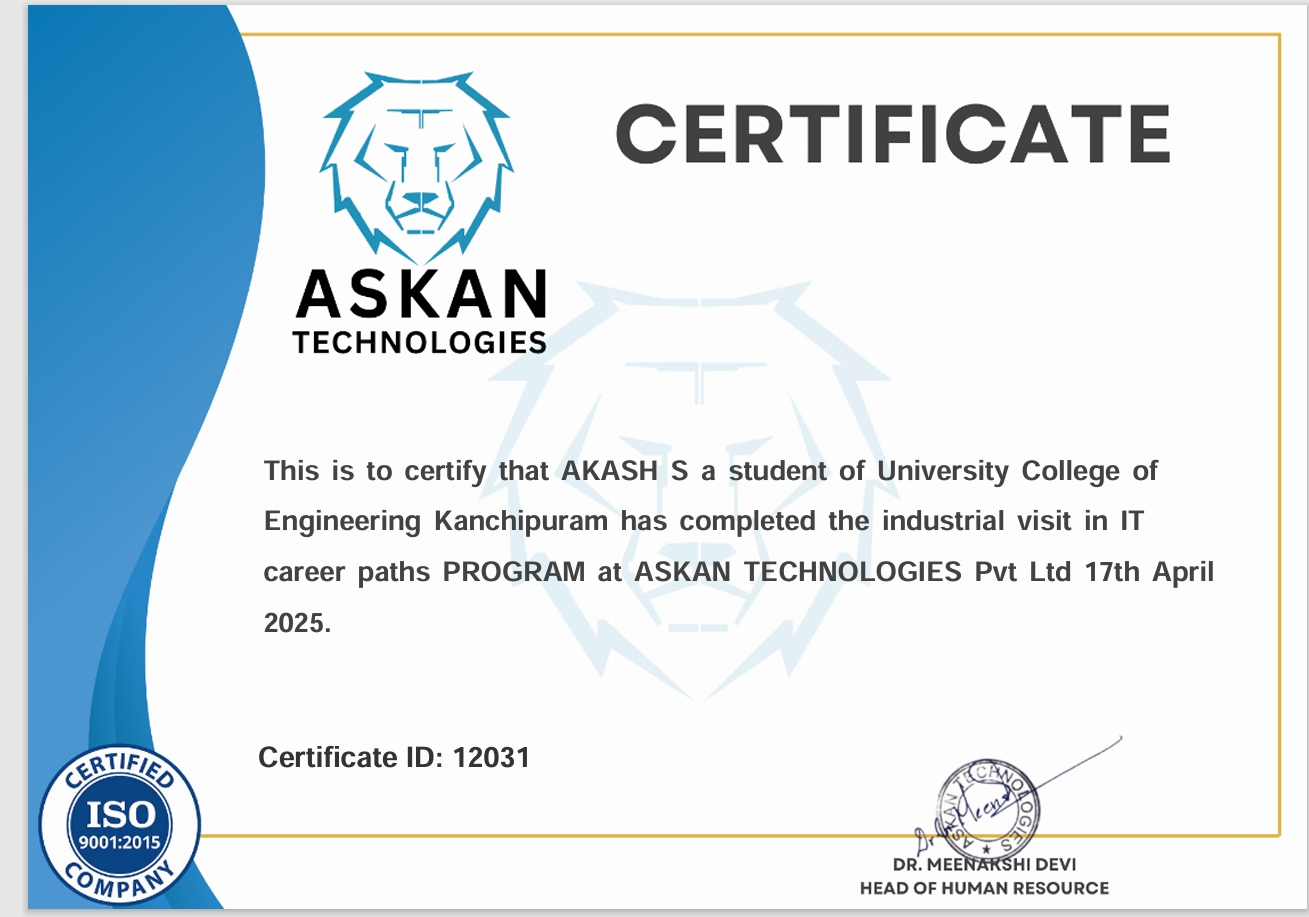 CERTIFICATE
ASKAN
TECHNOLOGIES
This is to certify that AKASH S a student of University College of
Engineering Kanchipuram has completed the industrial visit in IT
career paths PROGRAM at ASKAN TECHNOLOGIES Pvt Ltd 17th April
2025.
Certificate ID: 12031
CERTIFIED
ISO
9001:2015
COMPANY
ASKAN TECHNOLOGIES
Dr. Meena
DR. MEENAKSHI DEVI
HEAD OF HUMAN RESOURCE